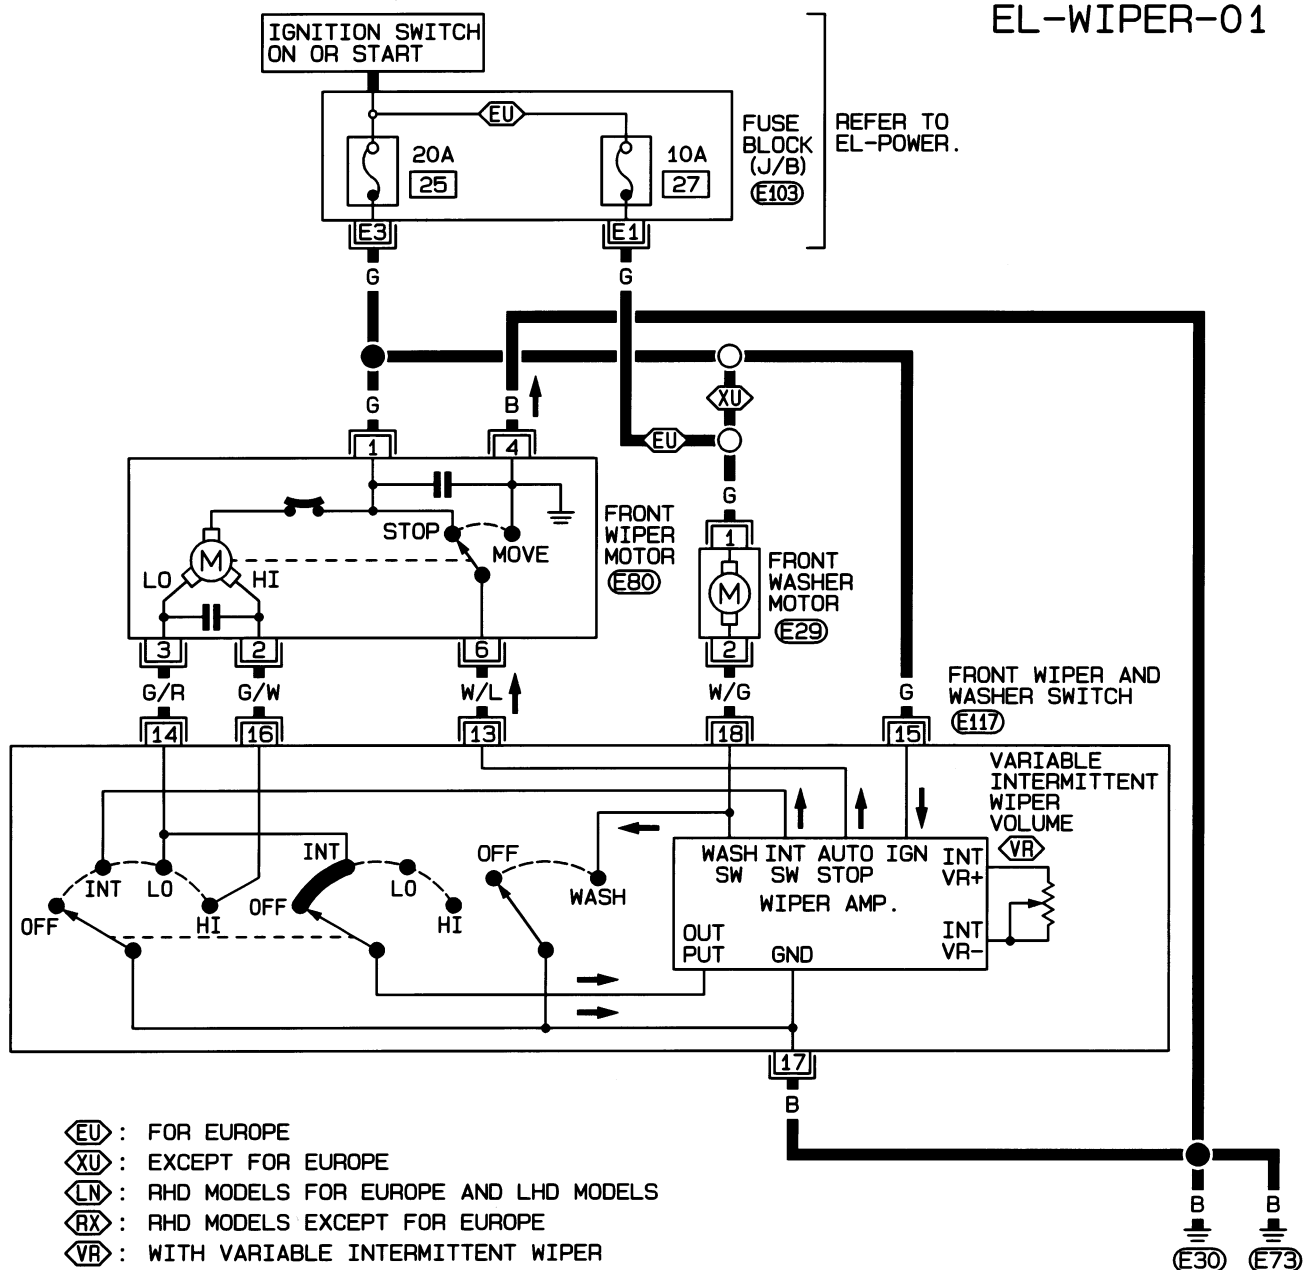 EL-WIPER-01
IGNITION SWITCH
ON OR START
EU
20A
25
10A
27
FUSE
BLOCK
(J/B)
E103
REFER TO
EL-POWER.
E3
E1
G
G
XU
G
B
EU
1
4
G
STOP
MOVE
M
LO
HI
FRONT
WIPER
MOTOR
E80
1
M
FRONT
WASHER
MOTOR
E29
3
2
6
2
G/R
G/W
W/L
W/G
G
FRONT WIPER AND
WASHER SWITCH
E117
14
16
13
18
15
VARIABLE
INTERMITTENT
WIPER
VOLUME
VR
INT
LO
OFF
HI
INT
OFF
LO
HI
OFF
WASH
WASH
SW
INT
SW
AUTO
STOP
IGN
INT
VR+
WIPER AMP.
OUT
PUT
GND
INT
VR-
17
B
EU : FOR EUROPE
XU : EXCEPT FOR EUROPE
LN : RHD MODELS FOR EUROPE AND LHD MODELS
RX : RHD MODELS EXCEPT FOR EUROPE
VR : WITH VARIABLE INTERMITTENT WIPER
B
B
E30
E73